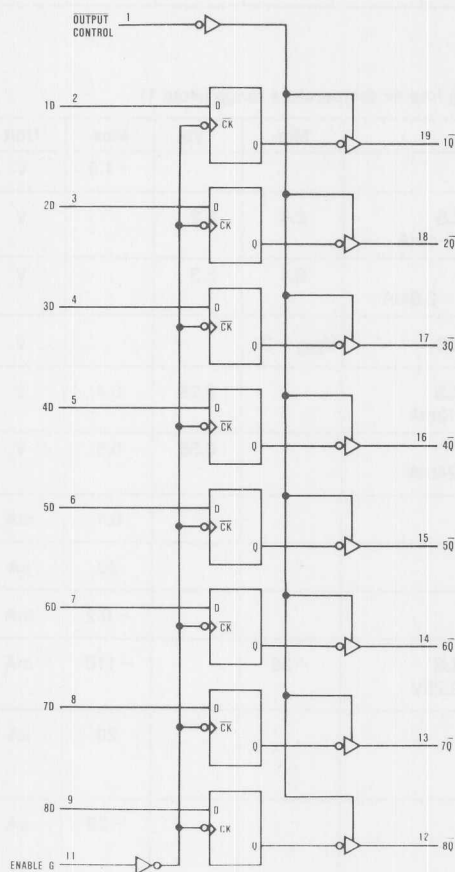 OUTPUT 1
CONTROL
1D 2 D
CK
Q 19 1Q
2D 3 D
CK
Q 18 2Q
3D 4 D
CK
Q 17 3Q
4D 5 D
CK
Q 16 4Q
5D 6 D
CK
Q 15 5Q
6D 7 D
CK
Q 14 6Q
7D 8 D
CK
Q 13 7Q
8D 9 D
CK
Q 12 8Q
ENABLE G 11